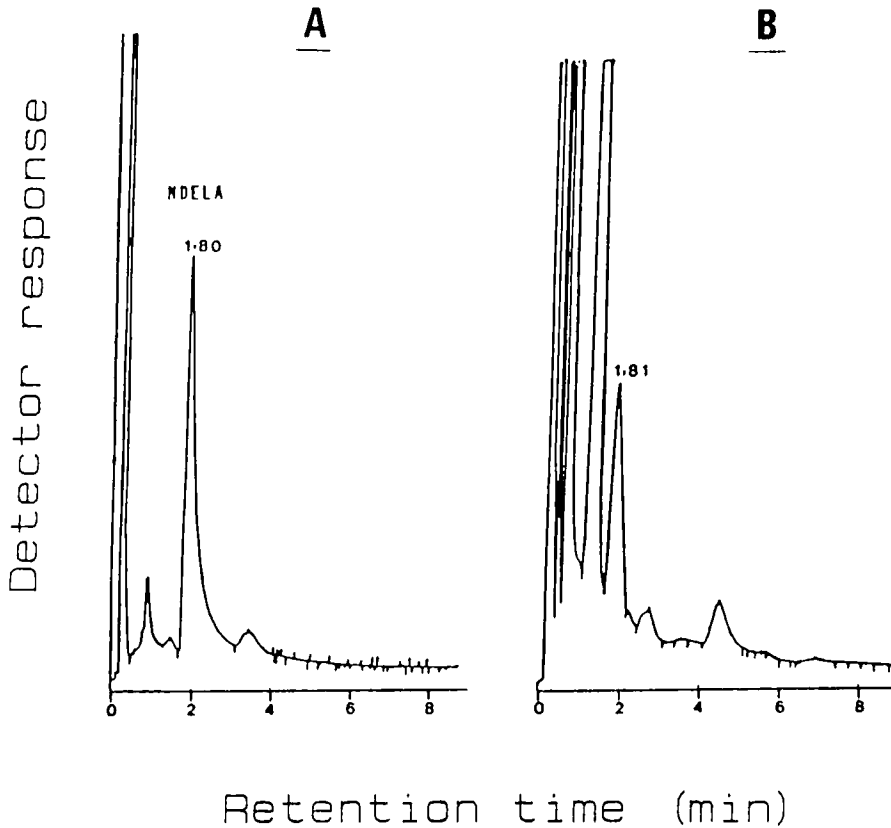 A
B
Detector response
NDELA
1.80
1.81
0 2 4 6 8
0 2 4 6 8
Retention time (min)